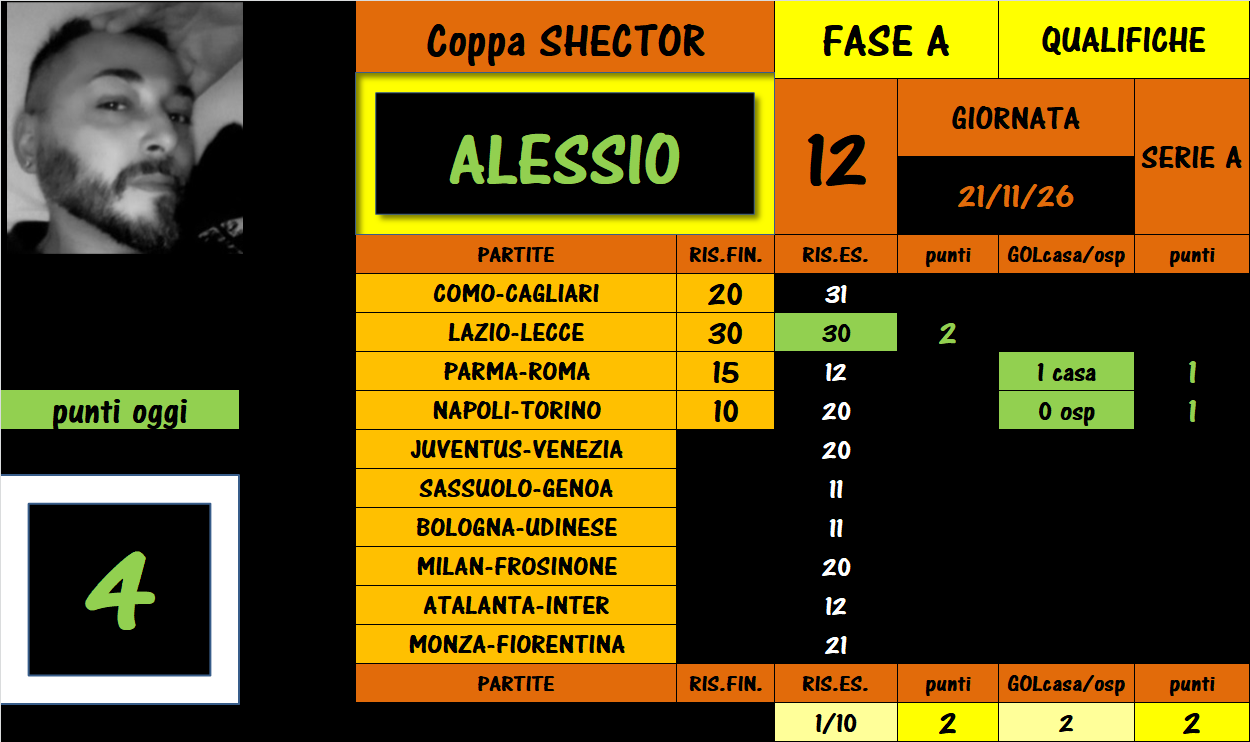 Coppa SHECTOR FASE A QUALIFICHE
ALESSIO 12 GIORNATA SERIE A
21/11/26
PARTITE RIS.FIN. RIS.ES. punti GOLcasa/osp punti
COMO-CAGLIARI 20 31
LAZIO-LECCE 30 30 2
PARMA-ROMA 15 12 1 casa 1
NAPOLI-TORINO 10 20 0 osp 1
JUVENTUS-VENEZIA 20
SASSUOLO-GENOA 11
BOLOGNA-UDINESE 11
MILAN-FROSINONE 20
ATALANTA-INTER 12
MONZA-FIORENTINA 21
PARTITE RIS.FIN. RIS.ES. punti GOLcasa/osp punti
1/10 2 2 2
punti oggi
4